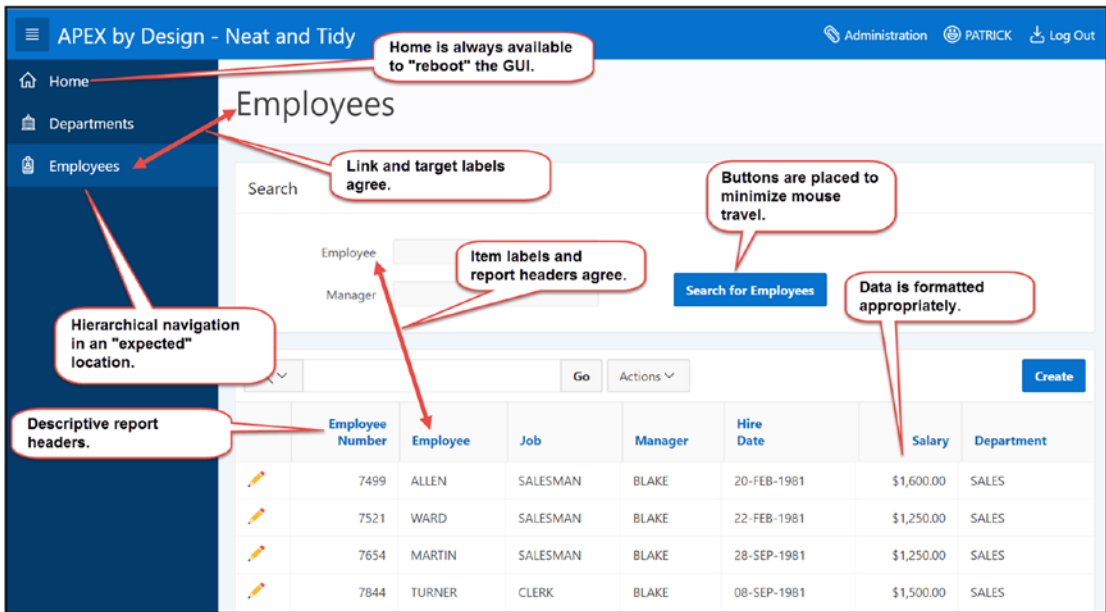 APEX by Design - Neat and Tidy
Administration
PATRICK
Log Out
Home is always available
to "reboot" the GUI.
Home
Departments
Employees
Employees
Link and target labels
agree.
Search
Buttons are placed to
minimize mouse
travel.
Employee
Manager
Item labels and
report headers agree.
Search for Employees
Data is formatted
appropriately.
Hierarchical navigation
in an "expected"
location.
Go
Actions
Create
Descriptive report
headers.
Employee
Number
Employee
Job
Manager
Hire
Date
Salary
Department
7499 ALLEN SALESMAN BLAKE 20-FEB-1981 $1,600.00 SALES
7521 WARD SALESMAN BLAKE 22-FEB-1981 $1,250.00 SALES
7654 MARTIN SALESMAN BLAKE 28-SEP-1981 $1,250.00 SALES
7844 TURNER CLERK BLAKE 08-SEP-1981 $1,500.00 SALES